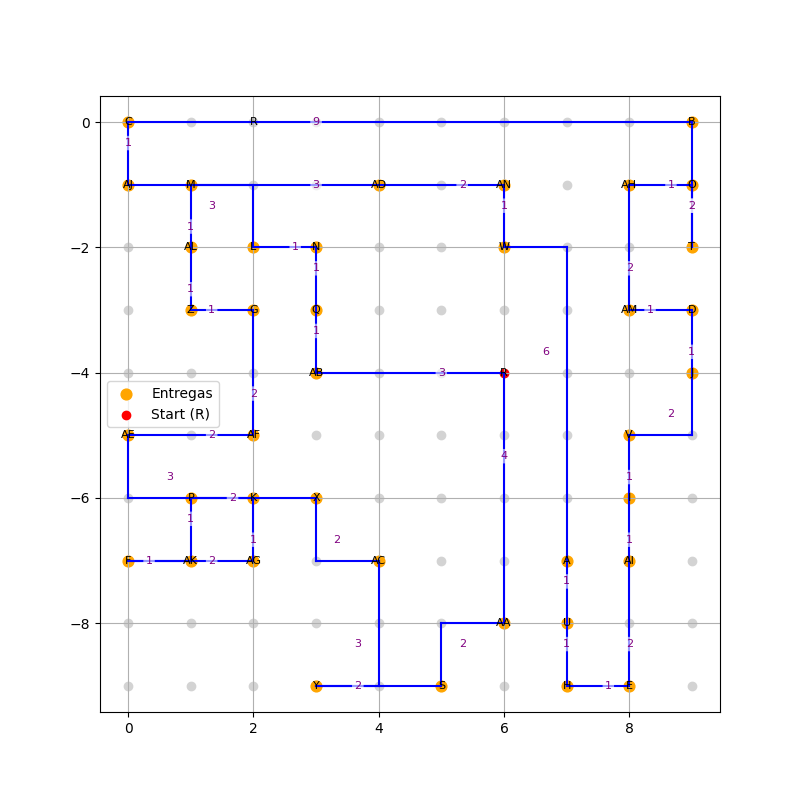 0 C R 9 B
1
AJ M 3 AD 2 AN AH 1 O
3 1 2
1
−2 AL L 1 N W T
1 2
1
Z 1 G Q AM 1 D
1 6 1
−4 AB 3 R
2 2
Entregas
Start (R)
4
AE 2 AF V
3 1
−6 P 2 K X
1 1 2 1
F 1 AK 2 AG AC A AI
1
−8 AA U
3 2 1 2
Y 2 S H 1 E
0 2 4 6 8